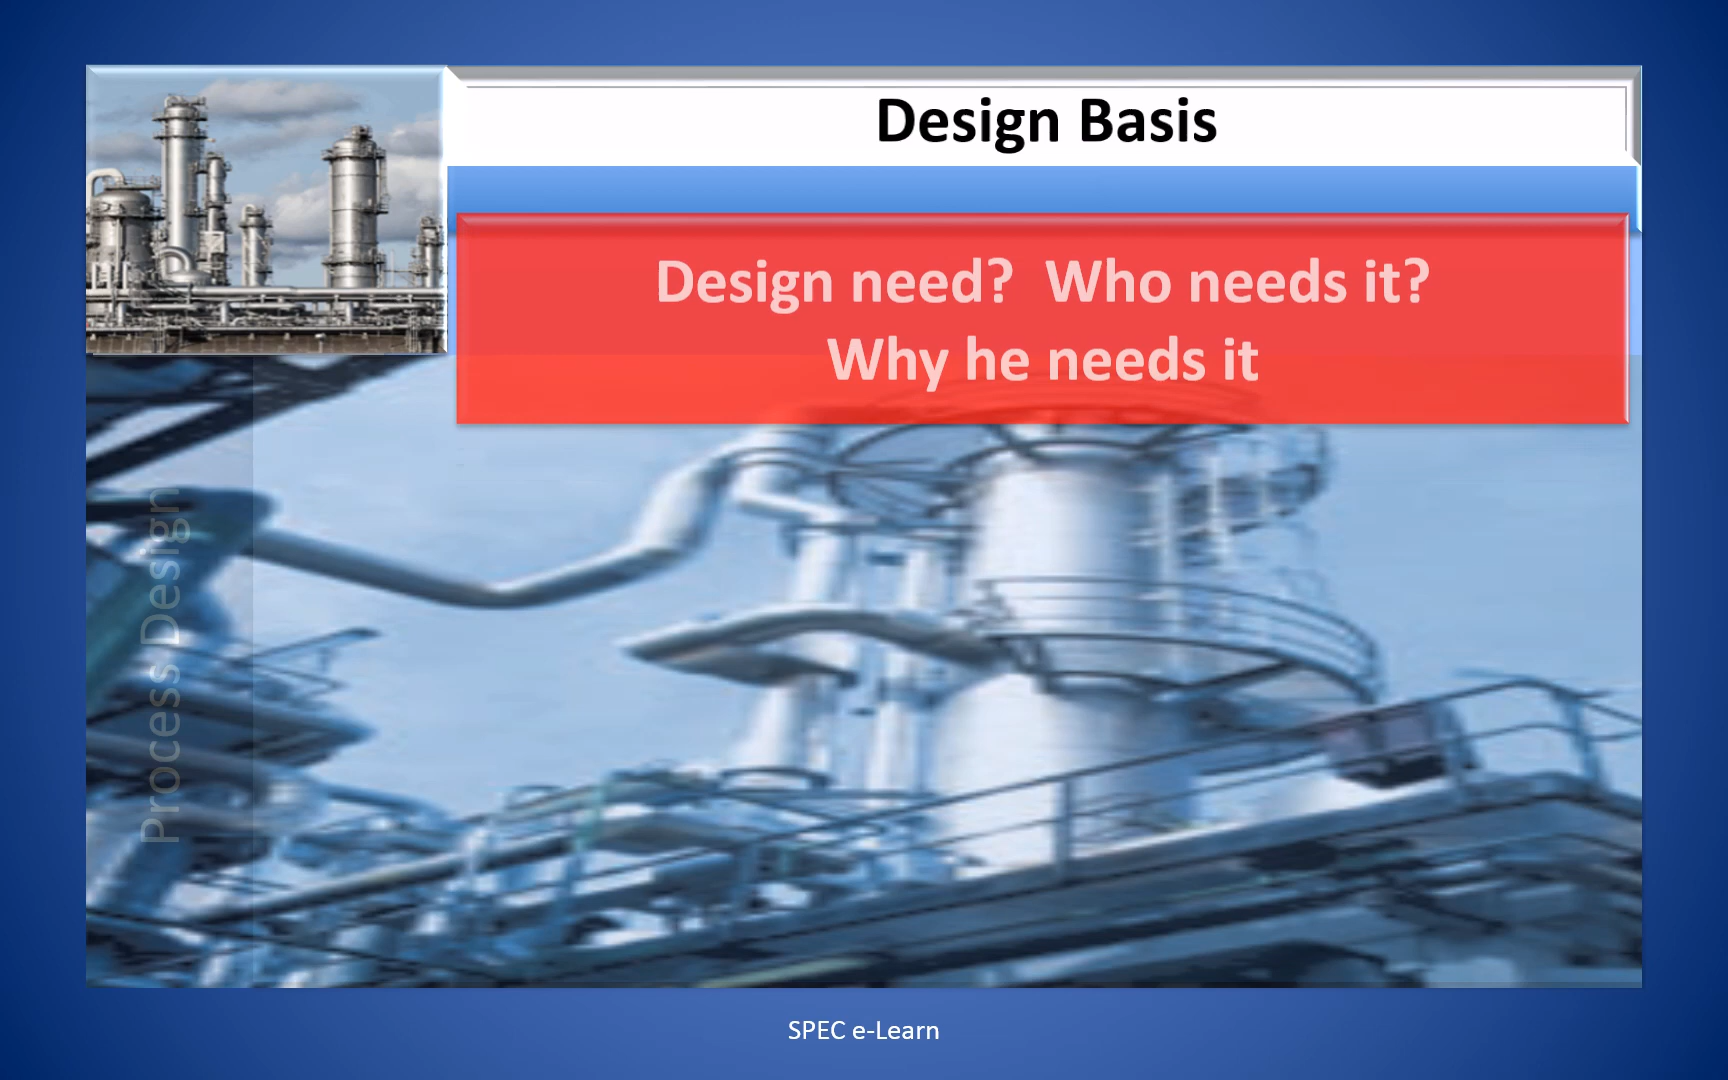 Design Basis
Design need?  Who needs it?
Why he needs it
Process Design
SPEC e-Learn